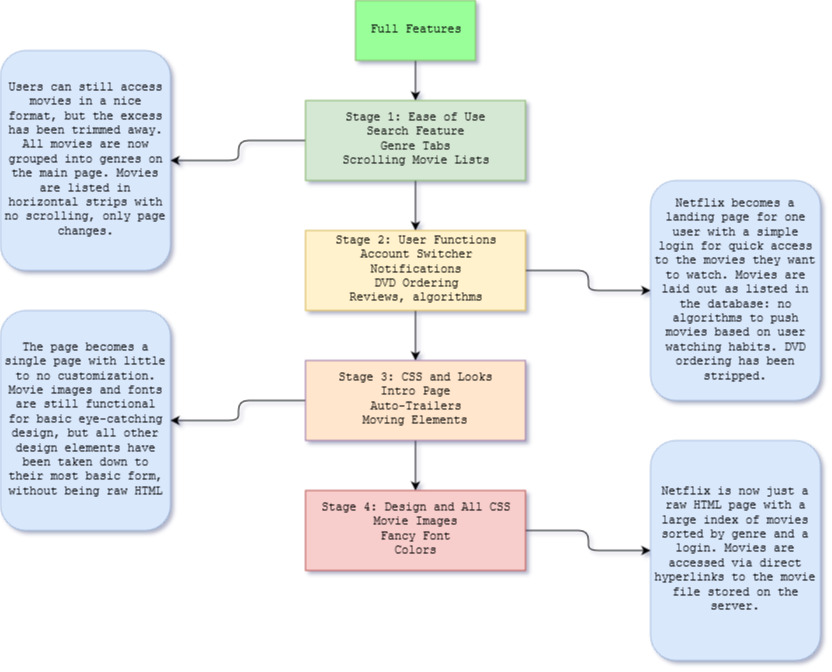 Full Features
Users can still access
movies in a nice
format, but the excess
has been trimmed away.
All movies are now
grouped into genres on
the main page. Movies
are listed in
horizontal strips with
no scrolling, only page
changes.
Stage 1: Ease of Use
Search Feature
Genre Tabs
Scrolling Movie Lists
Stage 2: User Functions
Account Switcher
Notifications
DVD Ordering
Reviews, algorithms
Netflix becomes a
landing page for one
user with a simple
login for quick access
to the movies they want
to watch. Movies are
laid out as listed in
the database: no
algorithms to push
movies based on user
watching habits. DVD
ordering has been
stripped.
The page becomes a
single page with little
to no customization.
Movie images and fonts
are still functional
for basic eye-catching
design, but all other
design elements have
been taken down to
their most basic form,
without being raw HTML
Stage 3: CSS and Looks
Intro Page
Auto-Trailers
Moving Elements
Stage 4: Design and All CSS
Movie Images
Fancy Font
Colors
Netflix is now just a
raw HTML page with a
large index of movies
sorted by genre and a
login. Movies are
accessed via direct
hyperlinks to the movie
file stored on the
server.